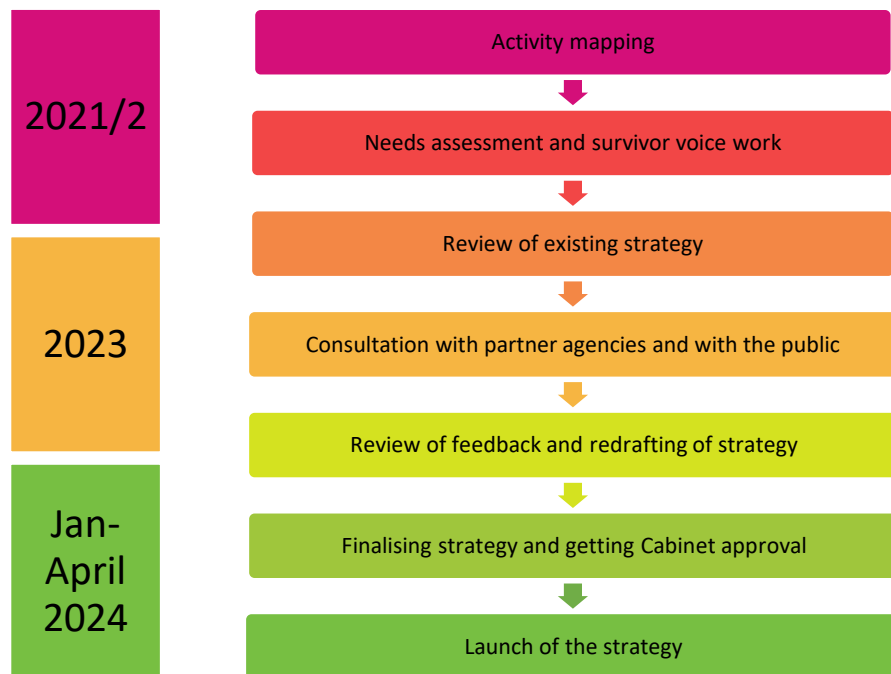 2021/2
Activity mapping
Needs assessment and survivor voice work
Review of existing strategy
2023
Consultation with partner agencies and with the public
Review of feedback and redrafting of strategy
Jan-
April
2024
Finalising strategy and getting Cabinet approval
Launch of the strategy